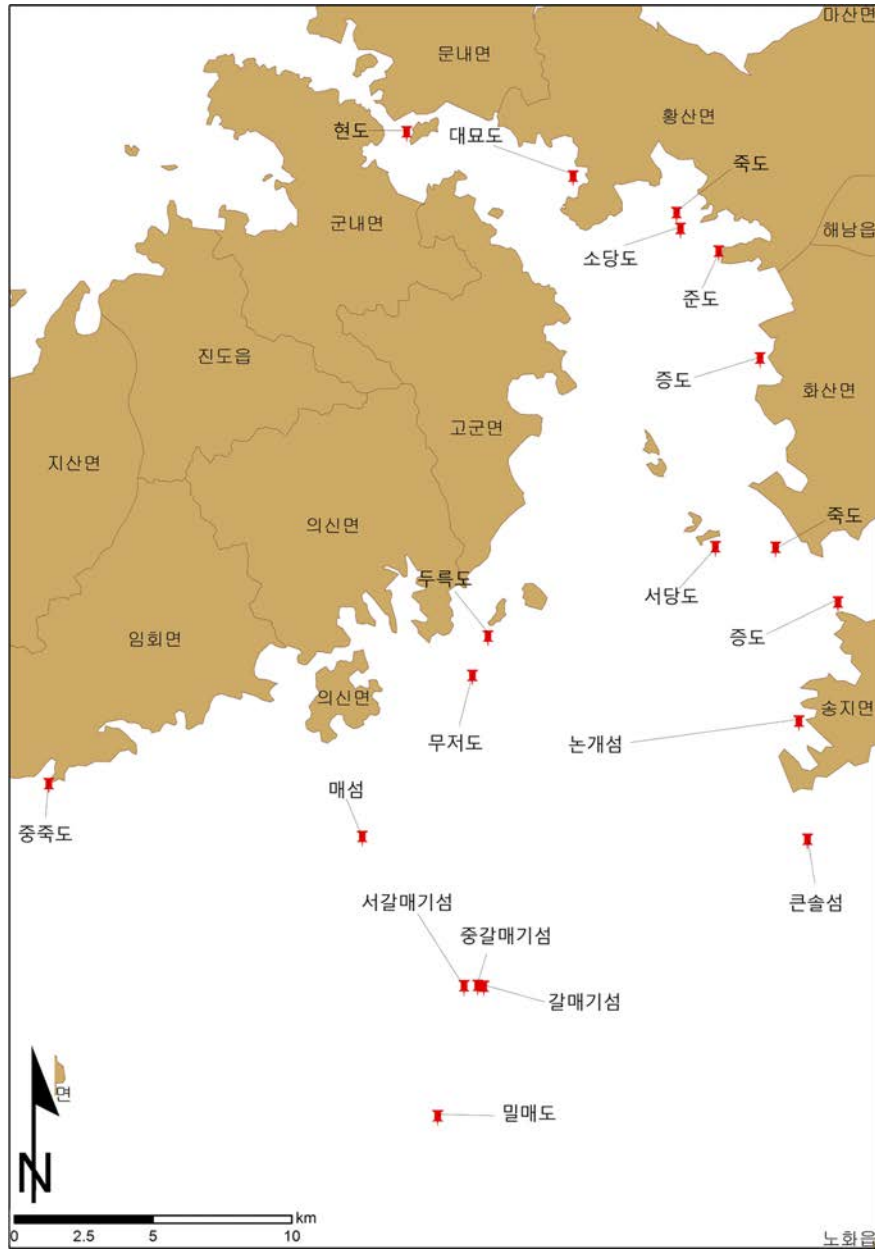 마산면
문내면
황산면
현도
대묘도
죽도
군내면
해남읍
소당도
준도
진도읍
증도
화산면
고군면
지산면
의신면
죽도
두륵도
서당도
증도
임회면
의신면
송지면
무저도
논개섬
매섬
중죽도
서갈매기섬
큰솔섬
중갈매기섬
갈매기섬
면
밀매도
N
km
0 2.5 5 10
노화읍